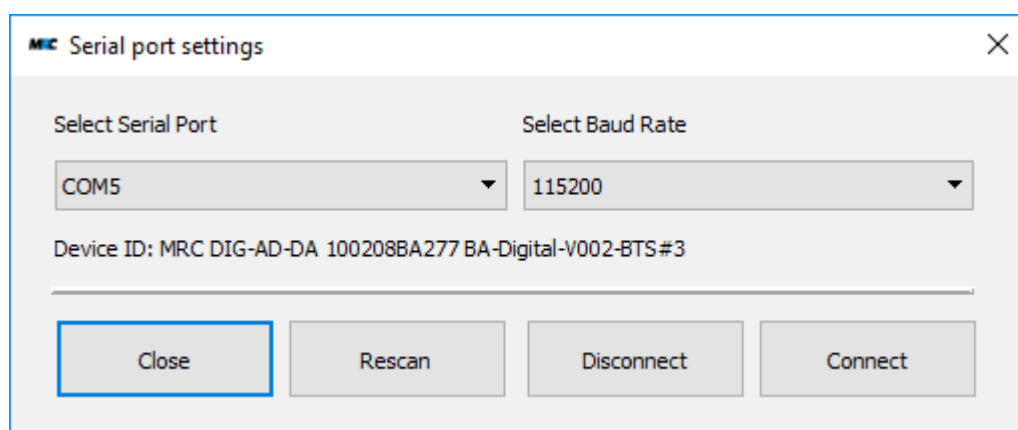 MRC Serial port settings
Select Serial Port Select Baud Rate
COM5 115200
Device ID: MRC DIG-AD-DA 100208BA277 BA-Digital-V002-BTS#3
Close Rescan Disconnect Connect